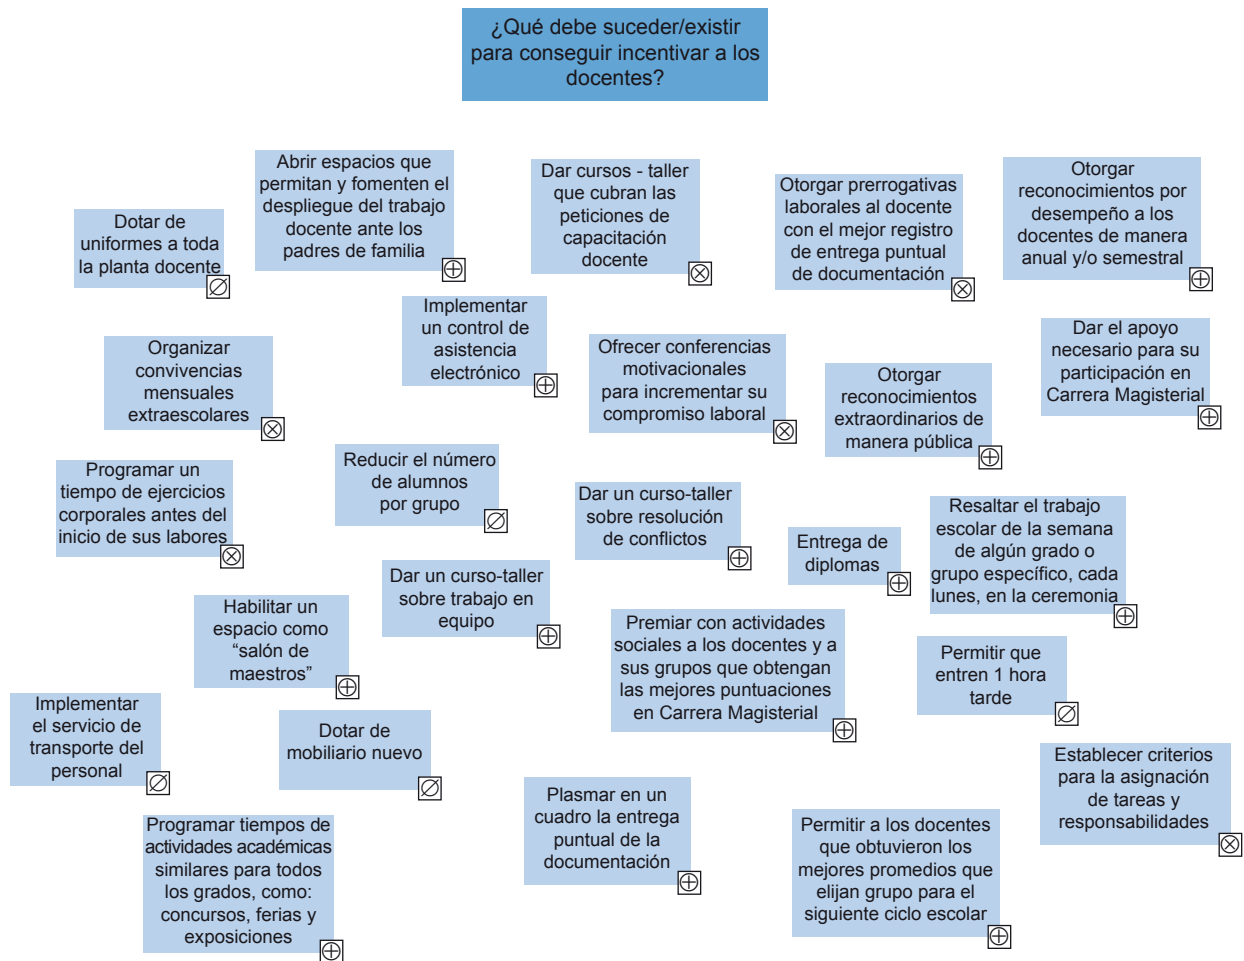 ¿Qué debe suceder/existir
para conseguir incentivar a los
docentes?
Abrir espacios que
permitan y fomenten el
despliegue del trabajo
docente ante los
padres de familia
Dar cursos - taller
que cubran las
peticiones de
capacitación
docente
Otorgar prerrogativas
laborales al docente
con el mejor registro
de entrega puntual
de documentación
Otorgar
reconocimientos por
desempeño a los
docentes de manera
anual y/o semestral
Dotar de
uniformes a toda
la planta docente
Implementar
un control de
asistencia
electrónico
Organizar
convivencias
mensuales
extraescolares
Ofrecer conferencias
motivacionales
para incrementar su
compromiso laboral
Otorgar
reconocimientos
extraordinarios de
manera pública
Dar el apoyo
necesario para su
participación en
Carrera Magisterial
Programar un
tiempo de ejercicios
corporales antes del
inicio de sus labores
Reducir el número
de alumnos
por grupo
Dar un curso-taller
sobre resolución
de conflictos
Entrega de
diplomas
Resaltar el trabajo
escolar de la semana
de algún grado o
grupo específico, cada
lunes, en la ceremonia
Habilitar un
espacio como
“salón de
maestros”
Dar un curso-taller
sobre trabajo en
equipo
Premiar con actividades
sociales a los docentes y a
sus grupos que obtengan
las mejores puntuaciones
en Carrera Magisterial
Permitir que
entren 1 hora
tarde
Implementar
el servicio de
transporte del
personal
Dotar de
mobiliario nuevo
Establecer criterios
para la asignación
de tareas y
responsabilidades
Programar tiempos de
actividades académicas
similares para todos
los grados, como:
concursos, ferias y
exposiciones
Plasmar en un
cuadro la entrega
puntual de la
documentación
Permitir a los docentes
que obtuvieron los
mejores promedios que
elijan grupo para el
siguiente ciclo escolar